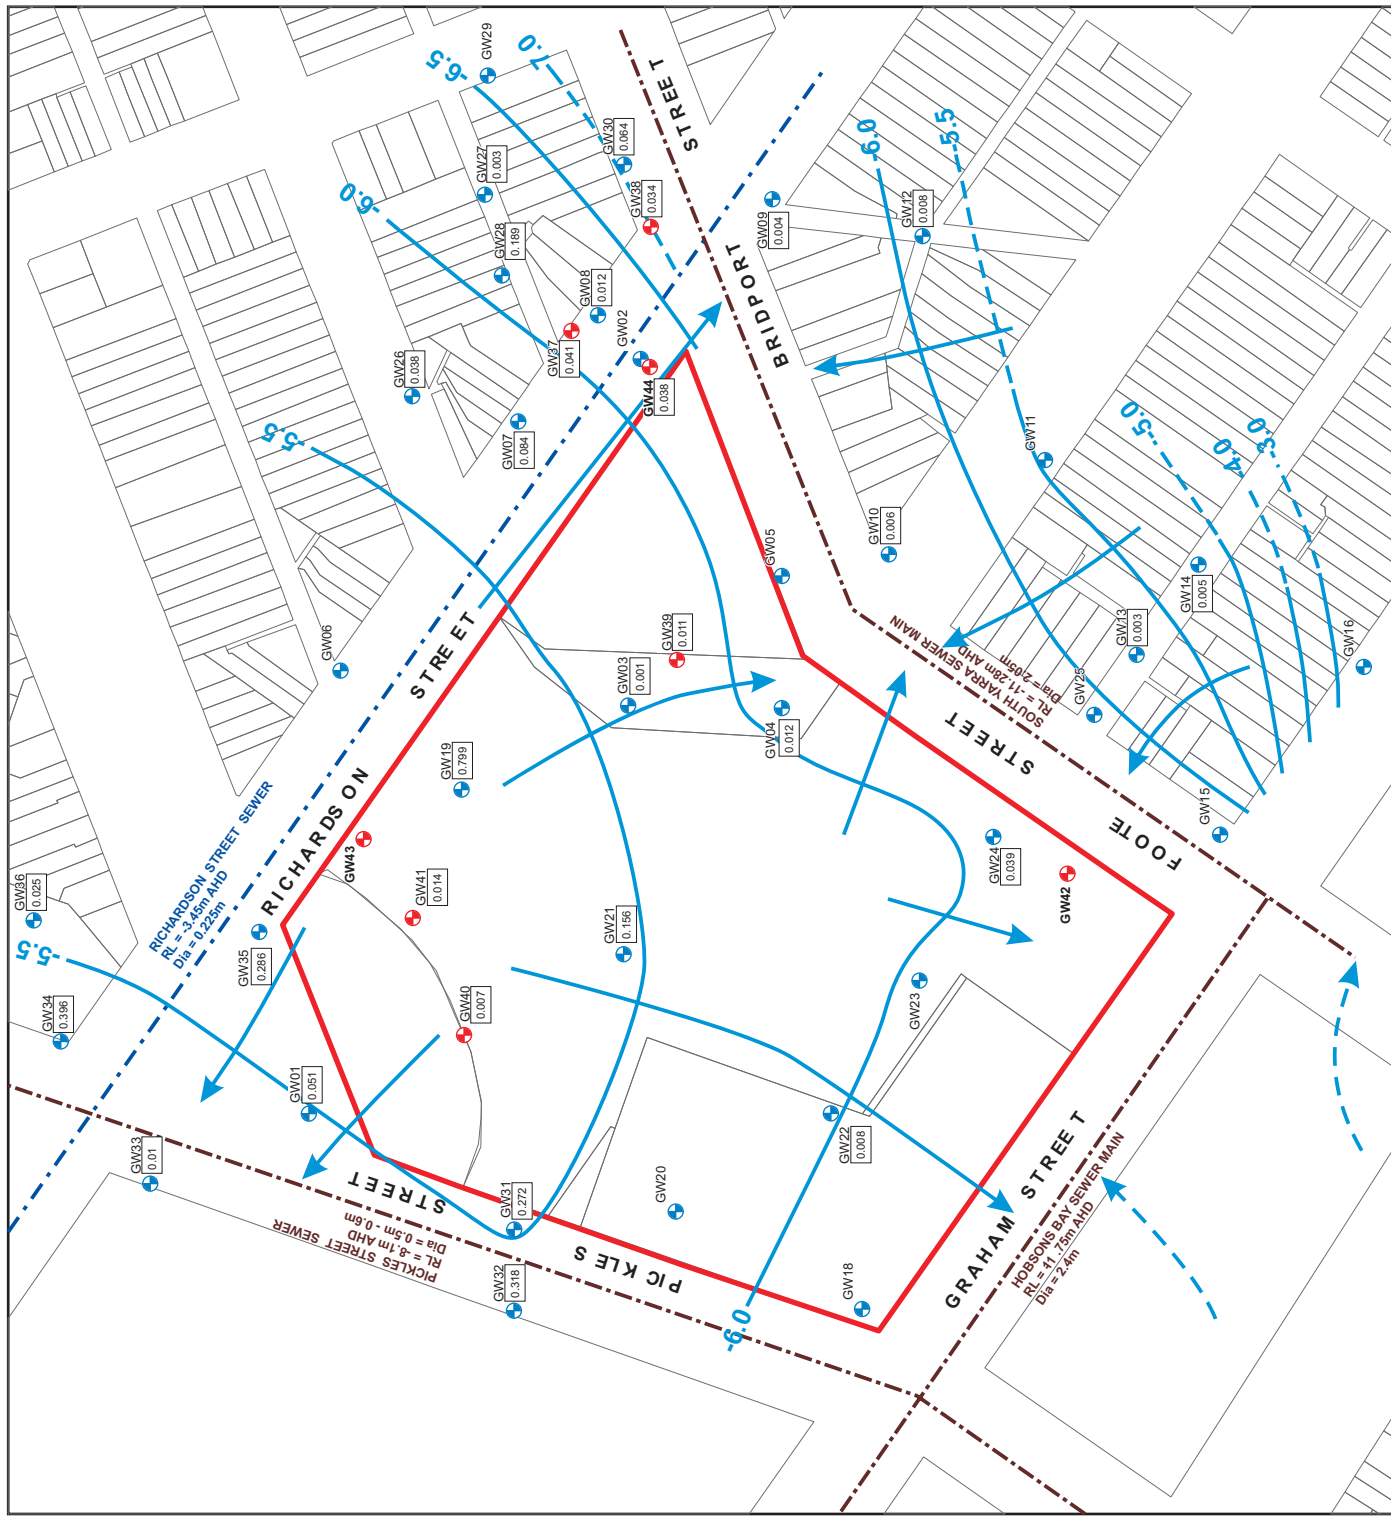 GW29
-6.5
-7.0
STREET
GW30
0.064
GW27
0.003
GW38
0.034
-6.0
GW28
0.189
GW09
0.004
GW12
0.008
-6.0
-5.5
GW08
0.012
GW02
GW37
0.041
BRIDPORT
GW26
0.038
GW44
0.038
GW07
0.084
-5.5
GW11
-5.0
-4.0
-3.0
GW10
0.006
GW05
GW14
0.005
GW06
STREET
GW39
0.011
GW03
0.001
GW13
0.003
GW16
SOUTH YARRA SEWER MAIN
RL = -11.28m AHD
Dia = 2.05m
GW25
GW04
0.012
STREET
GW19
0.799
RICHARDSON
RICHARDSON STREET SEWER
RL = -3.45m AHD
Dia = 0.225m
GW43
GW15
FOOTE
GW24
0.039
GW42
GW36
0.025
GW41
0.014
GW35
0.286
GW21
0.156
-5.5
GW34
0.396
GW40
0.007
GW23
GW01
0.051
GW33
0.01
GW22
0.008
STREET
GW31
0.272
GW20
GRAHAM STREET
HOBSONS BAY SEWER MAIN
RL = 11.75m AHD
Dia = 2.4m
PICKLES STREET SEWER
RL = -8.1m AHD
Dia = 0.5m - 0.6m
PICKLES
GW32
0.318
GW18
-6.0